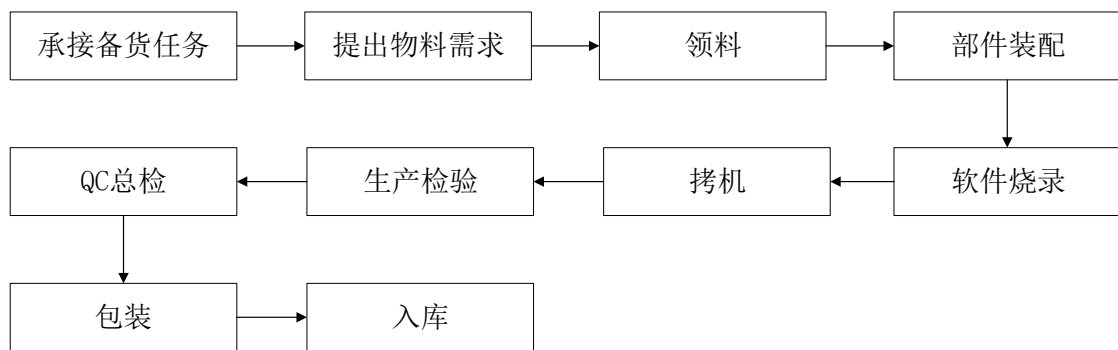 承接备货任务
提出物料需求
领料
部件装配
软件烧录
拷机
生产检验
QC总检
包装
入库